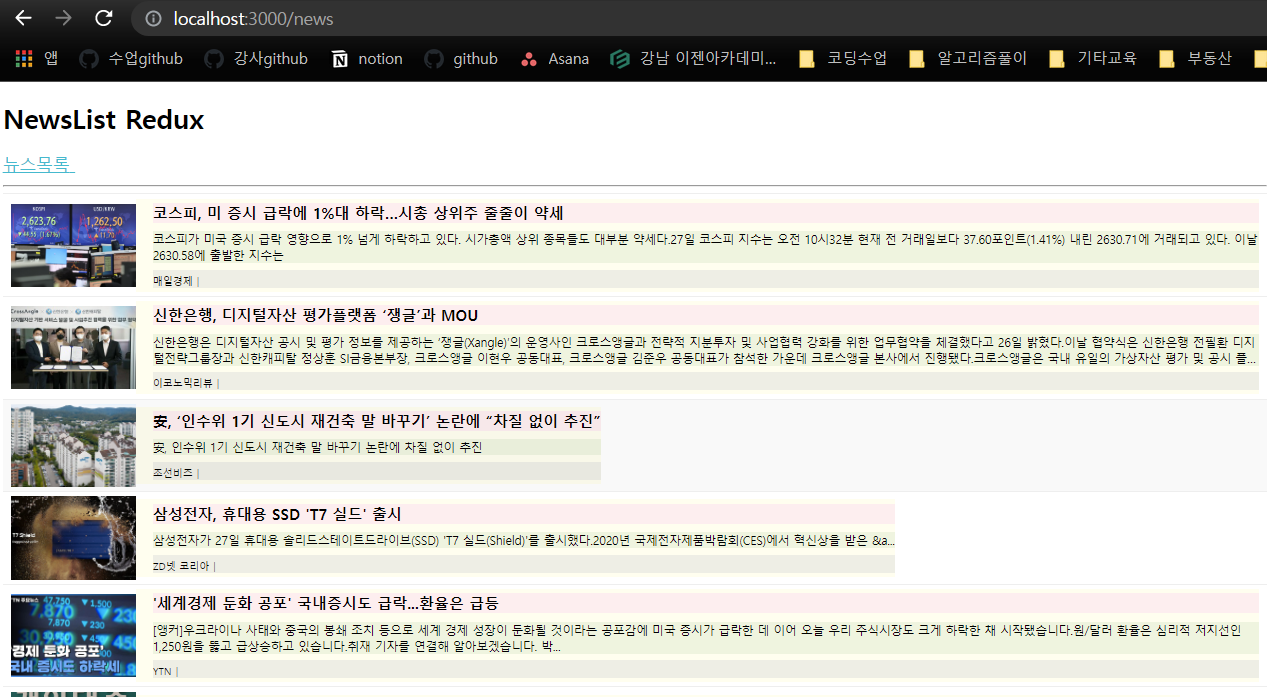 localhost:3000/news
앱 수업github 강사github notion github Asana 강남 이젠아카데미... 코딩수업 알고리즘풀이 기타교육 부동산
NewsList Redux
뉴스목록
KOSPI USD/KRW
2,623.76 1,262.50
▼44.55 (1.67%) ▲11.70
코스피, 미 증시 급락에 1%대 하락...시총 상위주 줄줄이 약세
코스피가 미국 증시 급락 영향으로 1% 넘게 하락하고 있다. 시가총액 상위 종목들도 대부분 약세다.27일 코스피 지수는 오전 10시32분 현재 전 거래일보다 37.60포인트(1.41%) 내린 2630.71에 거래되고 있다. 이날
2630.58에 출발한 지수는
매일경제 |
신한은행, 디지털자산 평가플랫폼 ‘쟁글’과 MOU
신한은행은 디지털자산 공시 및 평가 정보를 제공하는 ‘쟁글(Xangle)’의 운영사인 크로스앵글과 전략적 지분투자 및 사업협력 강화를 위한 업무협약을 체결했다고 26일 밝혔다.이날 협약식은 신한은행 전필환 디지
털전략그룹장과 신한캐피탈 정상훈 SI금융본부장, 크로스앵글 이현우 공동대표, 크로스앵글 김준우 공동대표가 참석한 가운데 크로스앵글 본사에서 진행됐다.크로스앵글은 국내 유일의 가상자산 평가 및 공시 플...
이코노믹리뷰 |
安, ‘인수위 1기 신도시 재건축 말 바꾸기’ 논란에 “차질 없이 추진”
安, 인수위 1기 신도시 재건축 말 바꾸기 논란에 차질 없이 추진
조선비즈 |
T7 Shield
삼성전자, 휴대용 SSD 'T7 실드' 출시
삼성전자가 27일 휴대용 솔리드스테이트드라이브(SSD) 'T7 실드(Shield)'를 출시했다.2020년 국제전자제품박람회(CES)에서 혁신상을 받은 &a...
ZD넷 코리아 |
'세계경제 둔화 공포' 국내증시도 급락...환율은 급등
[앵커]우크라이나 사태와 중국의 봉쇄 조치 등으로 세계 경제 성장이 둔화될 것이라는 공포감에 미국 증시가 급락한 데 이어 오늘 우리 주식시장도 크게 하락한 채 시작됐습니다.원/달러 환율은 심리적 저지선인
1,250원을 뚫고 급상승하고 있습니다.취재 기자를 연결해 알아보겠습니다. 박...
YTN |
경제 둔화 공포'
국내 증시도 하락세